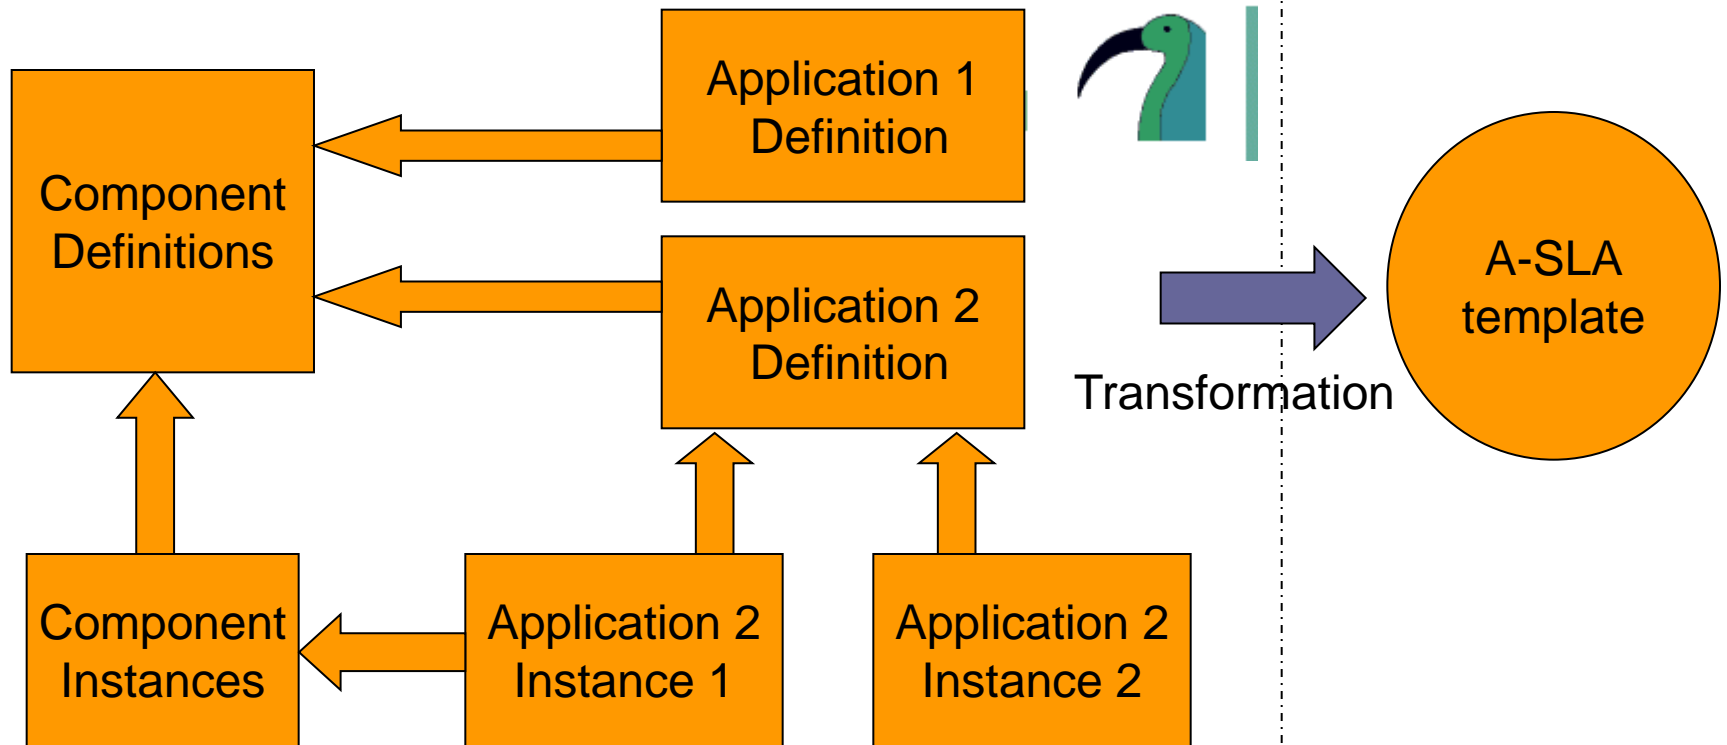 Application 1
Definition
Component
Definitions
Application 2
Definition
A-SLA
template
Transformation
Component
Instances
Application 2
Instance 1
Application 2
Instance 2